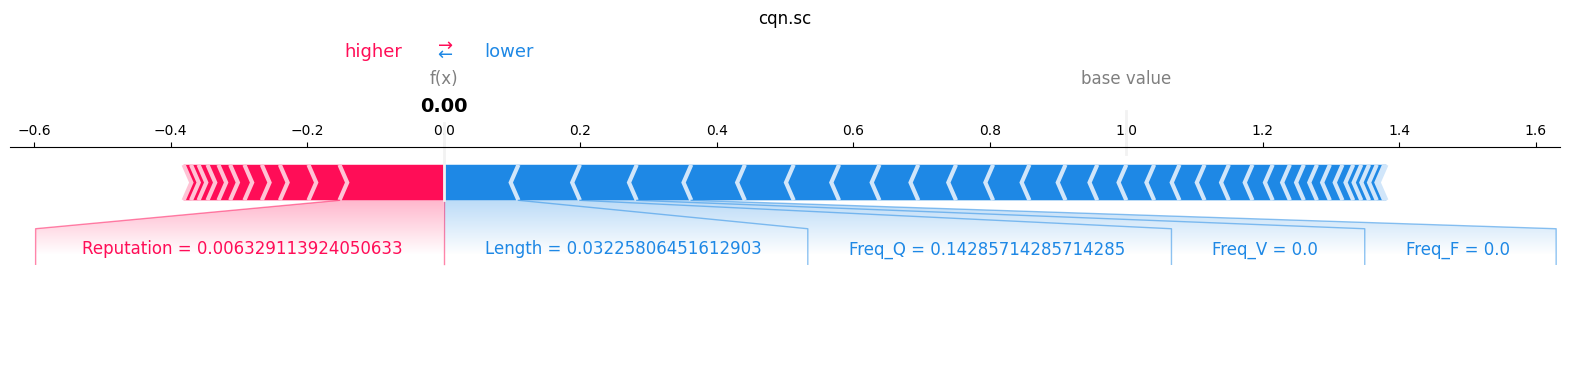 cqn.sc
higher ⇄ lower
f(x) base value
0.00
−0.6 −0.4 −0.2 0.0 0.2 0.4 0.6 0.8 1.0 1.2 1.4 1.6
Reputation = 0.006329113924050633 Length = 0.03225806451612903 Freq_Q = 0.14285714285714285 Freq_V = 0.0 Freq_F = 0.0